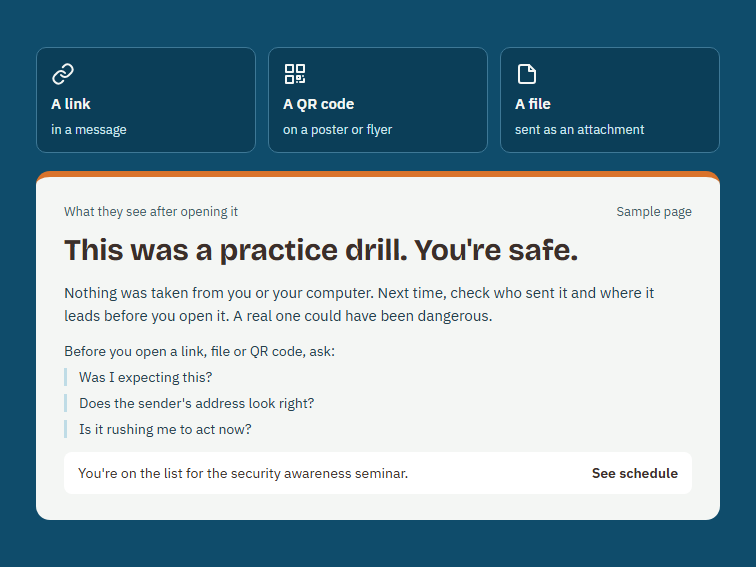 A link
in a message
A QR code
on a poster or flyer
A file
sent as an attachment
What they see after opening it
Sample page
This was a practice drill. You're safe.
Nothing was taken from you or your computer. Next time, check who sent it and where it
leads before you open it. A real one could have been dangerous.
Before you open a link, file or QR code, ask:
Was I expecting this?
Does the sender's address look right?
Is it rushing me to act now?
You're on the list for the security awareness seminar.
See schedule